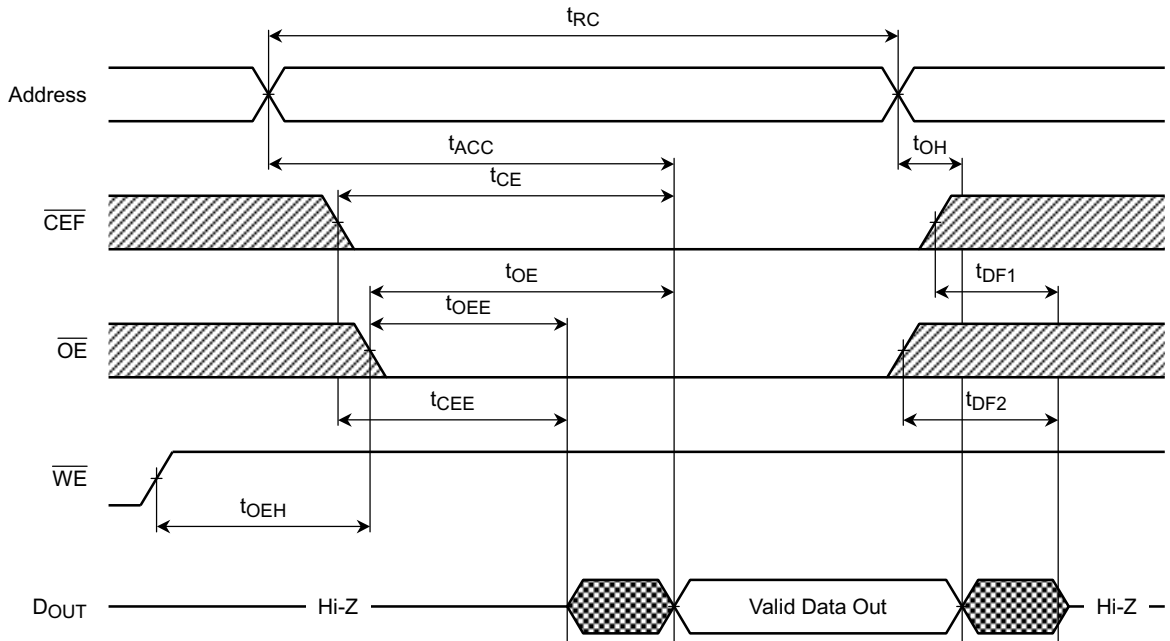 tRC
Address
tACC
tOH
tCE
CEF
tOE
tDF1
tOEE
OE
tCEE
tDF2
WE
tOEH
DOUT
Hi-Z
Valid Data Out
Hi-Z